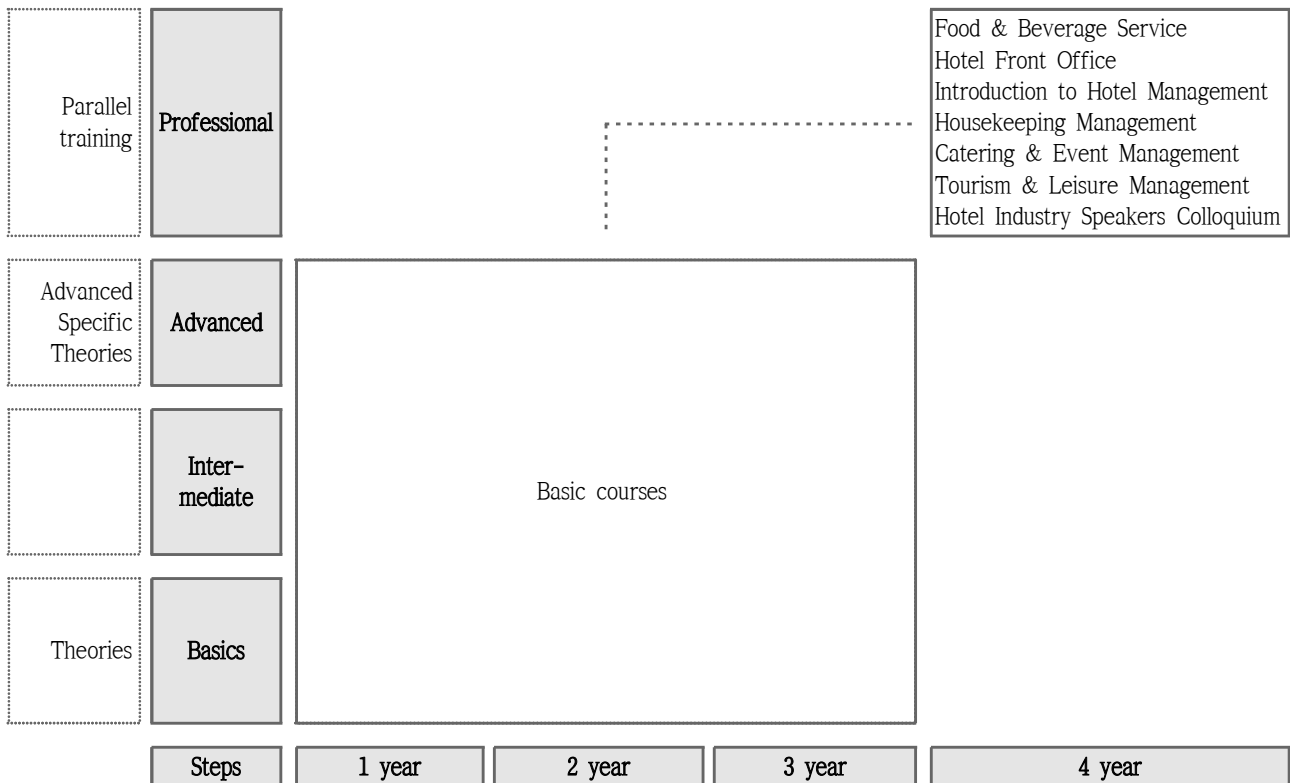 Parallel
training
Professional
Food & Beverage Service
Hotel Front Office
Introduction to Hotel Management
Housekeeping Management
Catering & Event Management
Tourism & Leisure Management
Hotel Industry Speakers Colloquium
Advanced
Specific
Theories
Advanced
Inter-
mediate
Basic courses
Theories
Basics
Steps
1 year
2 year
3 year
4 year